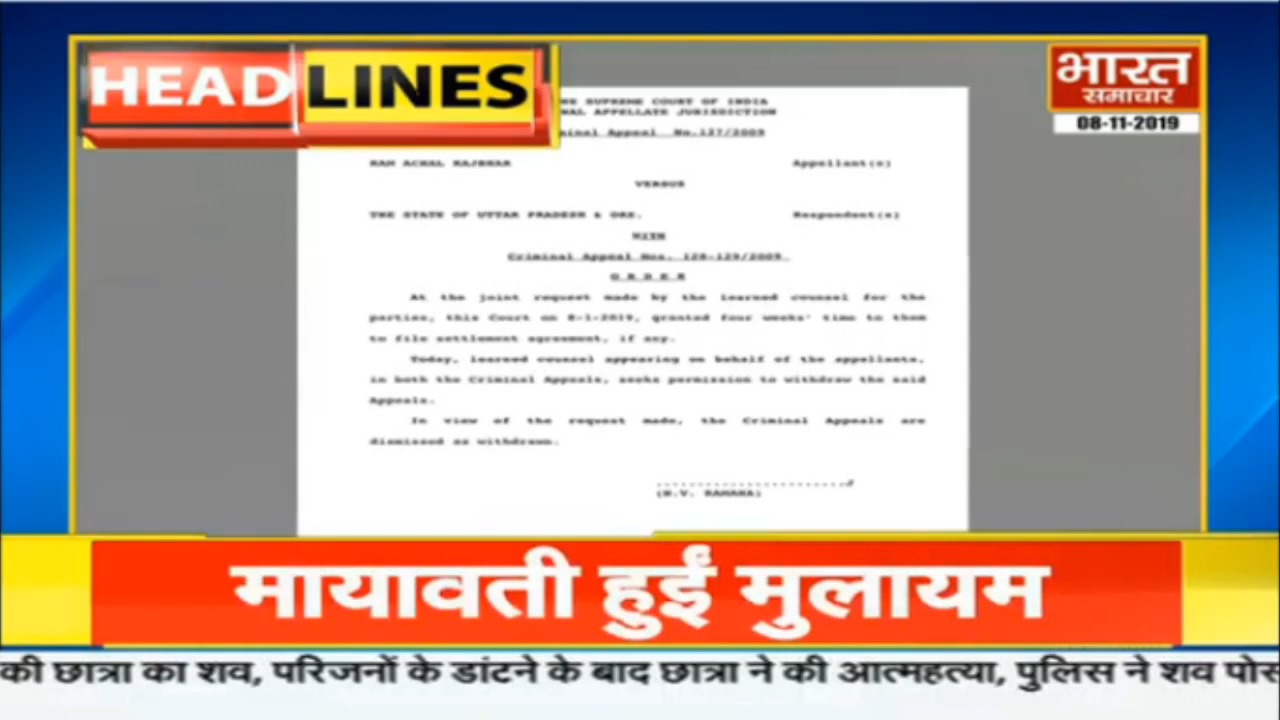 HEADLINES
भारत
समाचार
08-11-2019
THE SUPREME COURT OF INDIA
APPELLATE JURISDICTION
Appeal No.127/2009
RAM ACHAL RAJBHAR Appellant(s)
VERSUS
THE STATE OF UTTAR PRADESH & ORS. Respondent(s)
WITH
Criminal Appeal Nos. 128-129/2009
O R D E R
At the joint request made by the learned counsel for the
parties, this Court on 8-1-2019, granted four weeks' time to them
to file settlement agreement, if any.
Today, learned counsel appearing on behalf of the appellants,
in both the Criminal Appeals, seeks permission to withdraw the said
Appeals.
In view of the request made, the Criminal Appeals are
dismissed as withdrawn.
......................J
(N.V. RAMANA)
मायावती हुईं मुलायम
की छात्रा का शव, परिजनों के डांटने के बाद छात्रा ने की आत्महत्या, पुलिस ने शव पोस